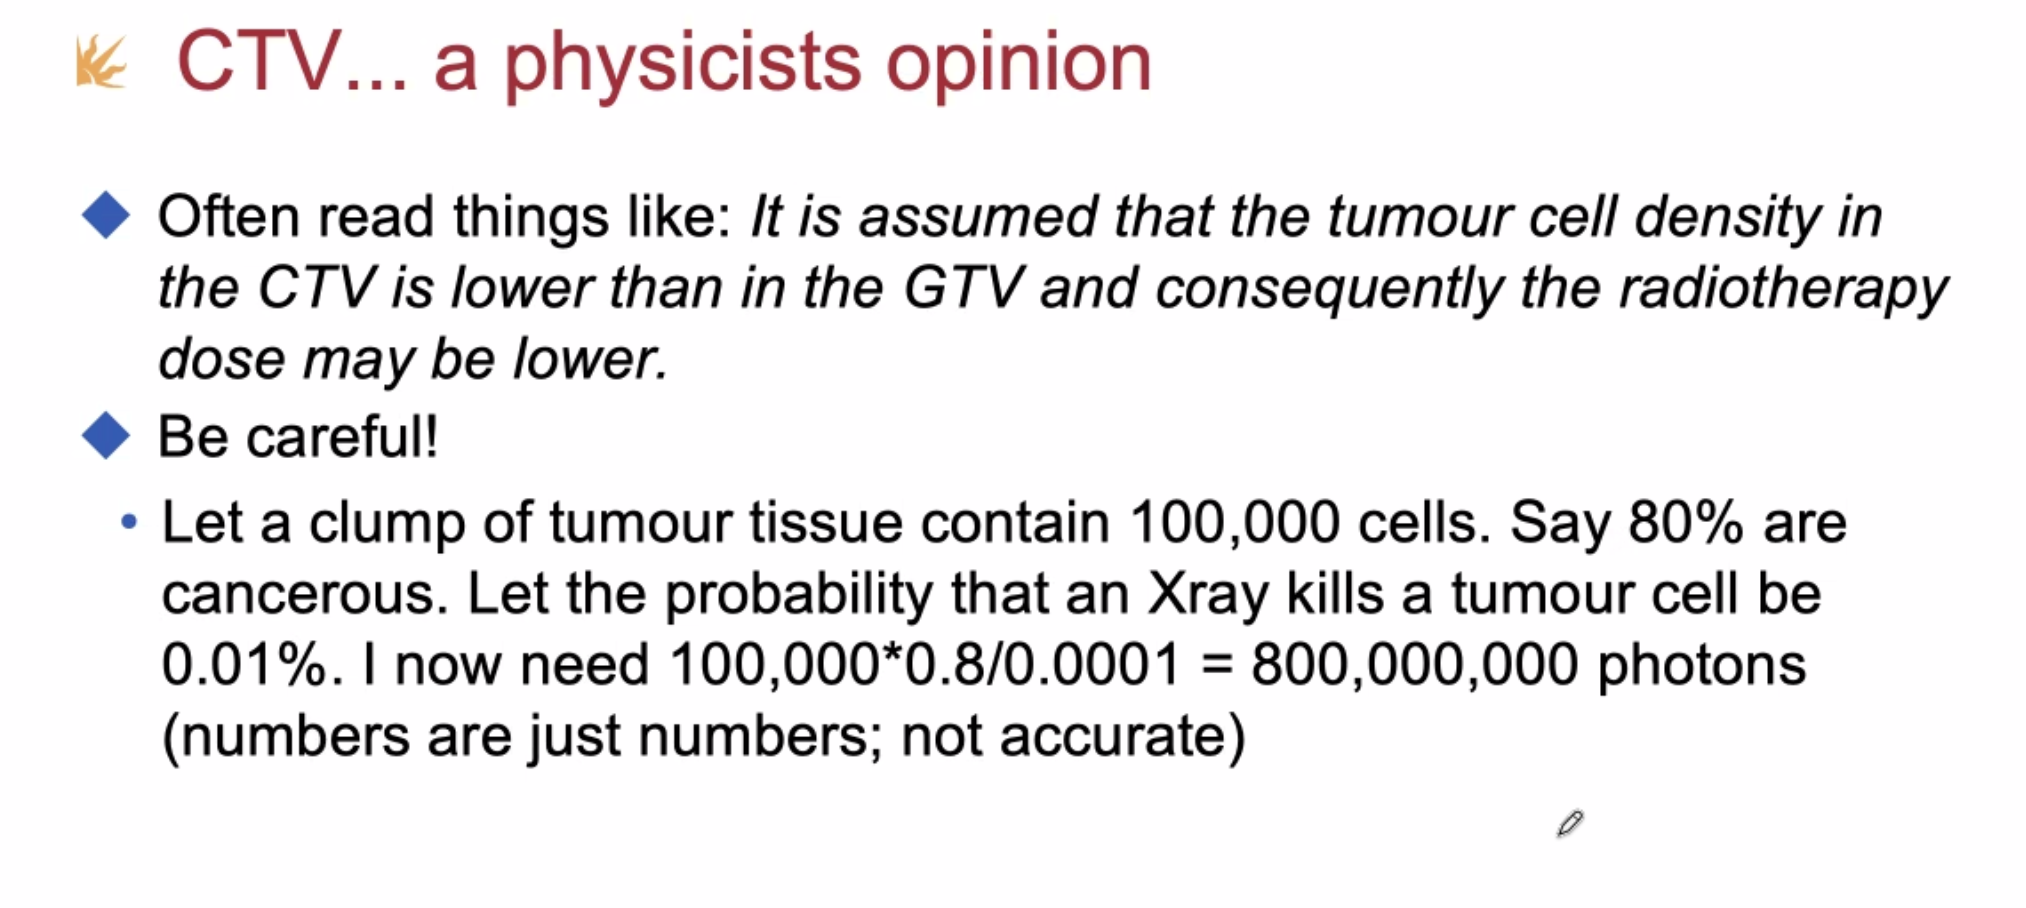 CTV... a physicists opinion
Often read things like: It is assumed that the tumour cell density in
the CTV is lower than in the GTV and consequently the radiotherapy
dose may be lower.
Be careful!
Let a clump of tumour tissue contain 100,000 cells. Say 80% are
cancerous. Let the probability that an Xray kills a tumour cell be
0.01%. I now need 100,000*0.8/0.0001 = 800,000,000 photons
(numbers are just numbers; not accurate)